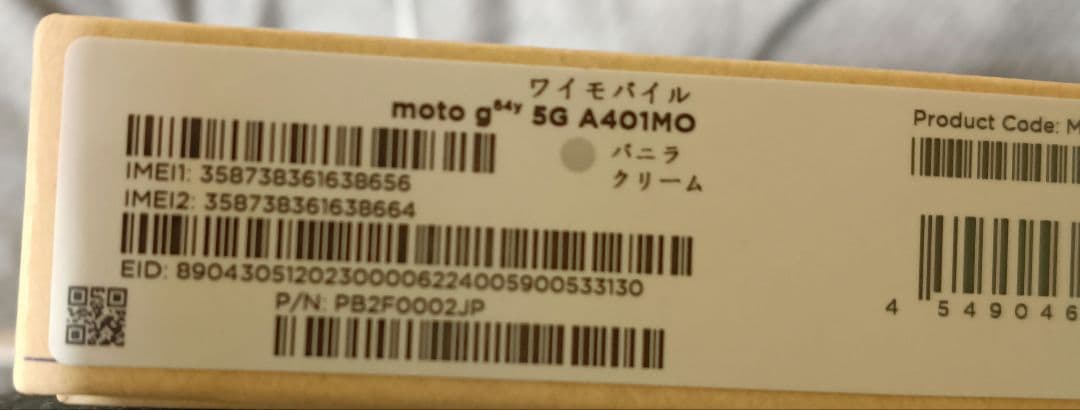 ワイモバイル
moto g64y 5G A401MO
バニラ
クリーム
IMEI1: 358738361638656
IMEI2: 358738361638664
EID: 89043051202300006224005900533130
P/N: PB2F0002JP
Product Code: M
4 549046